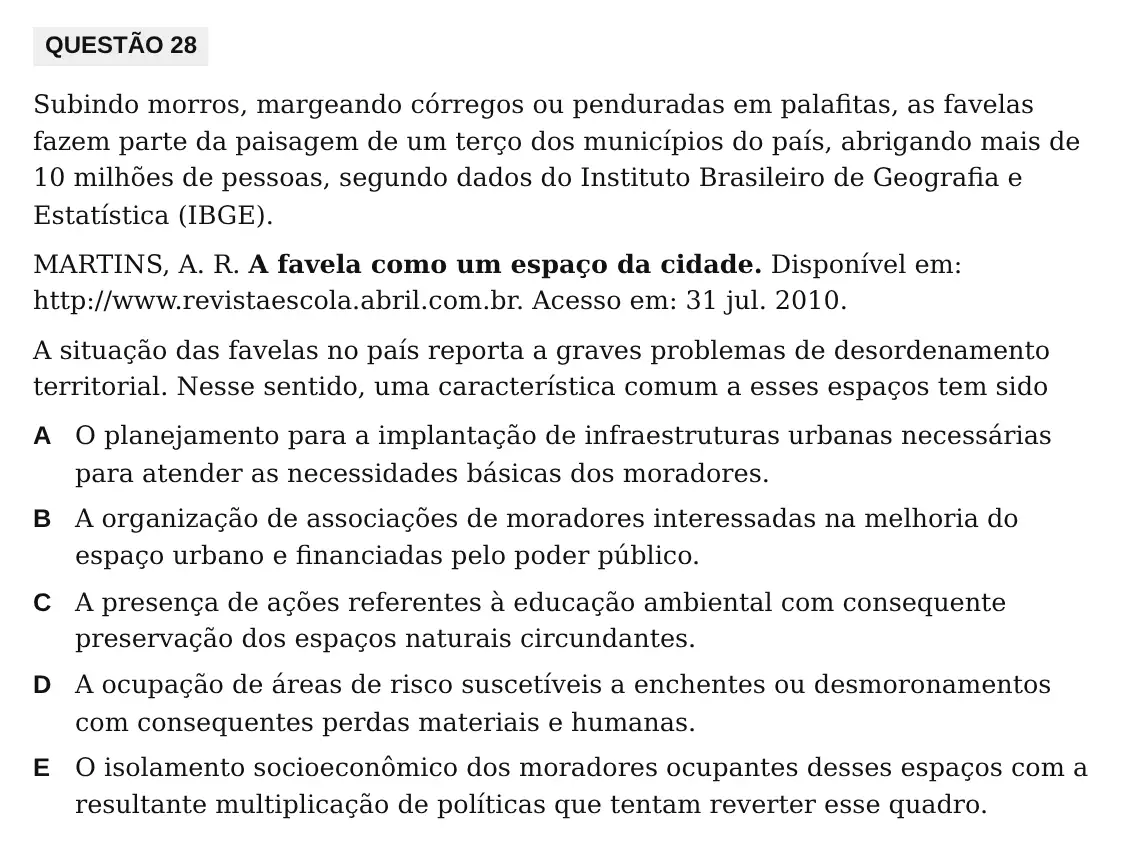 QUESTÃO 28
Subindo morros, margeando córregos ou penduradas em palafitas, as favelas
fazem parte da paisagem de um terço dos municípios do país, abrigando mais de
10 milhões de pessoas, segundo dados do Instituto Brasileiro de Geografia e
Estatística (IBGE).
MARTINS, A. R. A favela como um espaço da cidade. Disponível em:
http://www.revistaescola.abril.com.br. Acesso em: 31 jul. 2010.
A situação das favelas no país reporta a graves problemas de desordenamento
territorial. Nesse sentido, uma característica comum a esses espaços tem sido
A O planejamento para a implantação de infraestruturas urbanas necessárias
para atender as necessidades básicas dos moradores.
B A organização de associações de moradores interessadas na melhoria do
espaço urbano e financiadas pelo poder público.
C A presença de ações referentes à educação ambiental com consequente
preservação dos espaços naturais circundantes.
D A ocupação de áreas de risco suscetíveis a enchentes ou desmoronamentos
com consequentes perdas materiais e humanas.
E O isolamento socioeconômico dos moradores ocupantes desses espaços com a
resultante multiplicação de políticas que tentam reverter esse quadro.